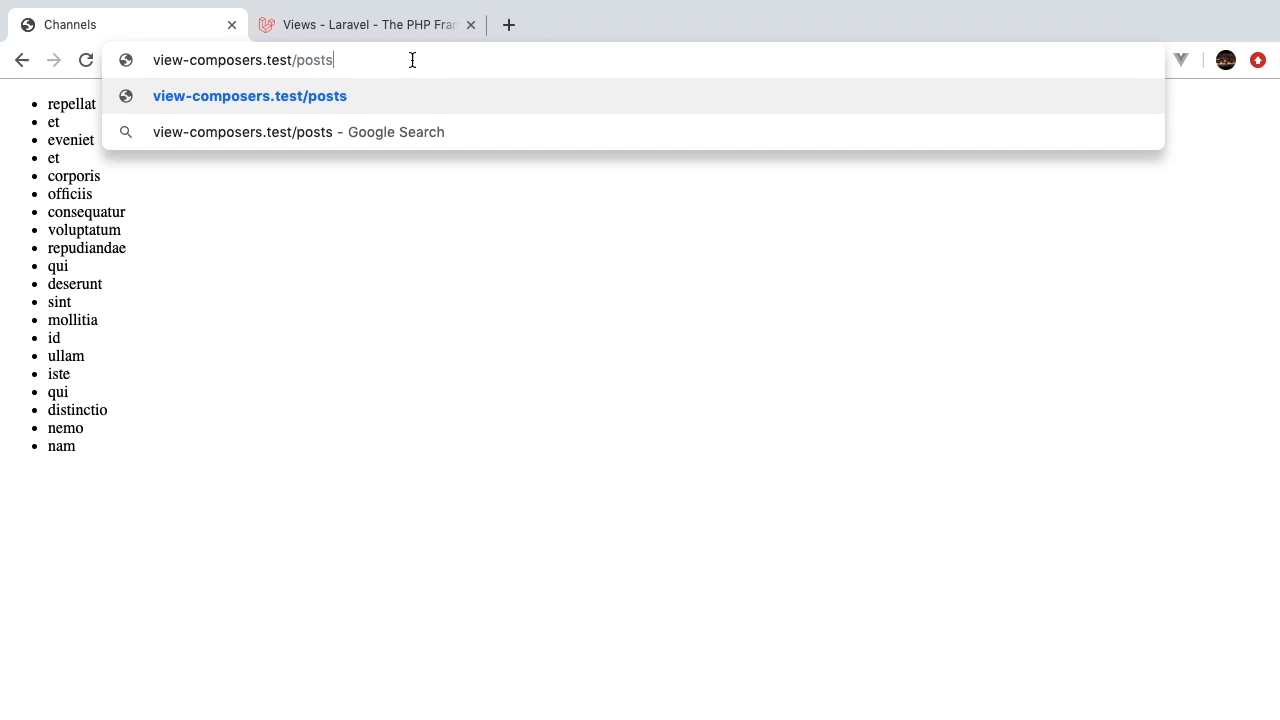 Channels
Views - Laravel - The PHP Fra
view-composers.test/posts
view-composers.test/posts
view-composers.test/posts - Google Search
repellat
et
eveniet
et
corporis
officiis
consequatur
voluptatum
repudiandae
qui
deserunt
sint
mollitia
id
ullam
iste
qui
distinctio
nemo
nam